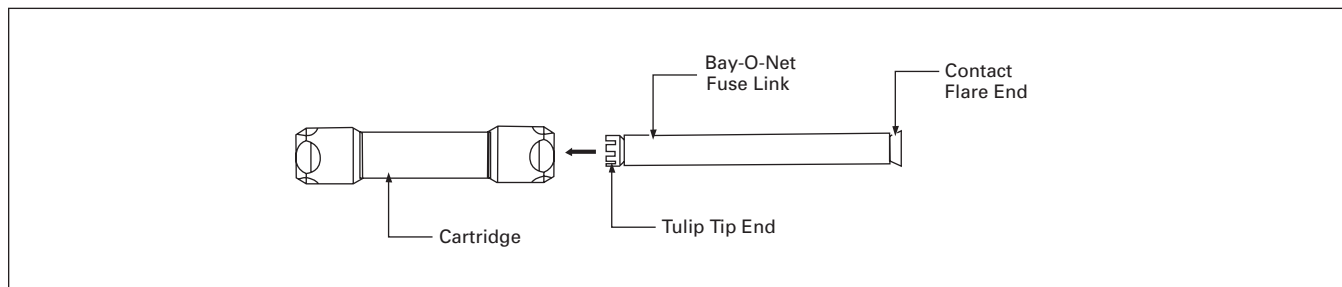 Bay-O-Net
Fuse Link
Contact
Flare End
Tulip Tip End
Cartridge